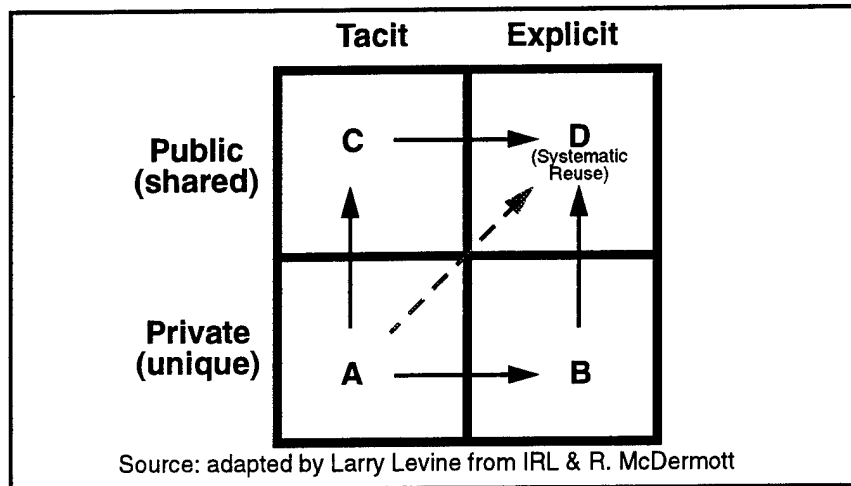 Tacit Explicit
Public
(shared)
C D
(Systematic
Reuse)
Private
(unique)
A B
Source: adapted by Larry Levine from IRL & R. McDermott